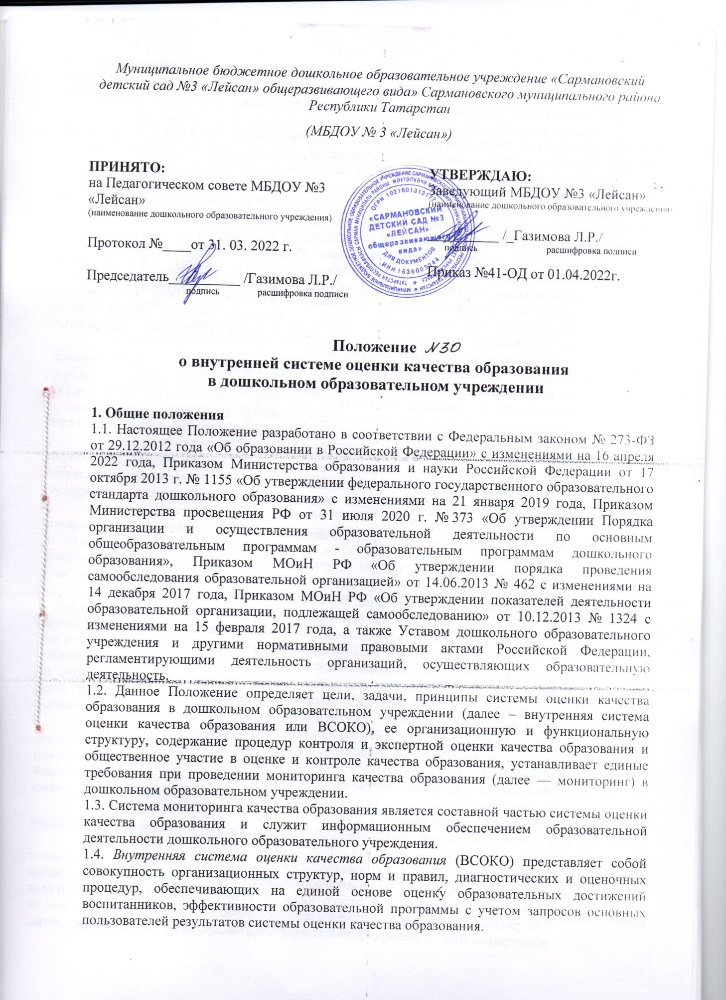 Муниципальное бюджетное дошкольное образовательное учреждение «Сармановский
детский сад №3 «Лейсан» общеразвивающего вида» Сармановского муниципального района
Республики Татарстан
(МБДОУ № 3 «Лейсан»)
ПРИНЯТО:
на Педагогическом совете МБДОУ №3
«Лейсан»
(наименование дошкольного образовательного учреждения)
Протокол №____от 31. 03. 2022 г.
Председатель__________ /Газимова Л.Р./
подпись расшифровка подписи
УТВЕРЖДАЮ:
Заведующий МБДОУ №3 «Лейсан»
(наименование дошкольного образовательного учреждения)
__________ /_Газимова Л.Р./
подпись расшифровка подписи
Приказ №41-ОД от 01.04.2022г.
ОГРН 1021601313172
«САРМАНОВСКИЙ
ДЕТСКИЙ САД №3
«ЛЕЙСАН»
общеразвивающего
вида»
ДЛЯ ДОКУМЕНТОВ
ИНН 1636003344
Положение N30
о внутренней системе оценки качества образования
в дошкольном образовательном учреждении
1. Общие положения
1.1. Настоящее Положение разработано в соответствии с Федеральным законом № 273-ФЗ
от 29.12.2012 года «Об образовании в Российской Федерации» с изменениями на 16 апреля
2022 года, Приказом Министерства образования и науки Российской Федерации от 17
октября 2013 г. № 1155 «Об утверждении федерального государственного образовательного
стандарта дошкольного образования» с изменениями на 21 января 2019 года, Приказом
Министерства просвещения РФ от 31 июля 2020 г. № 373 «Об утверждении Порядка
организации и осуществления образовательной деятельности по основным
общеобразовательным программам - образовательным программам дошкольного
образования», Приказом МОиН РФ «Об утверждении порядка проведения
самообследования образовательной организацией» от 14.06.2013 № 462 с изменениями на
14 декабря 2017 года, Приказом МОиН РФ «Об утверждении показателей деятельности
образовательной организации, подлежащей самообследованию» от 10.12.2013 № 1324 с
изменениями на 15 февраля 2017 года, а также Уставом дошкольного образовательного
учреждения и другими нормативными правовыми актами Российской Федерации,
регламентирующими деятельность организаций, осуществляющих образовательную
деятельность.
1.2. Данное Положение определяет цели, задачи, принципы системы оценки качества
образования в дошкольном образовательном учреждении (далее – внутренняя система
оценки качества образования или ВСОКО), ее организационную и функциональную
структуру, содержание процедур контроля и экспертной оценки качества образования и
общественное участие в оценке и контроле качества образования, устанавливает единые
требования при проведении мониторинга качества образования (далее — мониторинг) в
дошкольном образовательном учреждении.
1.3. Система мониторинга качества образования является составной частью системы оценки
качества образования и служит информационным обеспечением образовательной
деятельности дошкольного образовательного учреждения.
1.4. Внутренняя система оценки качества образования (ВСОКО) представляет собой
совокупность организационных структур, норм и правил, диагностических и оценочных
процедур, обеспечивающих на единой основе оценку образовательных достижений
воспитанников, эффективности образовательной программы с учетом запросов основных
пользователей результатов системы оценки качества образования.